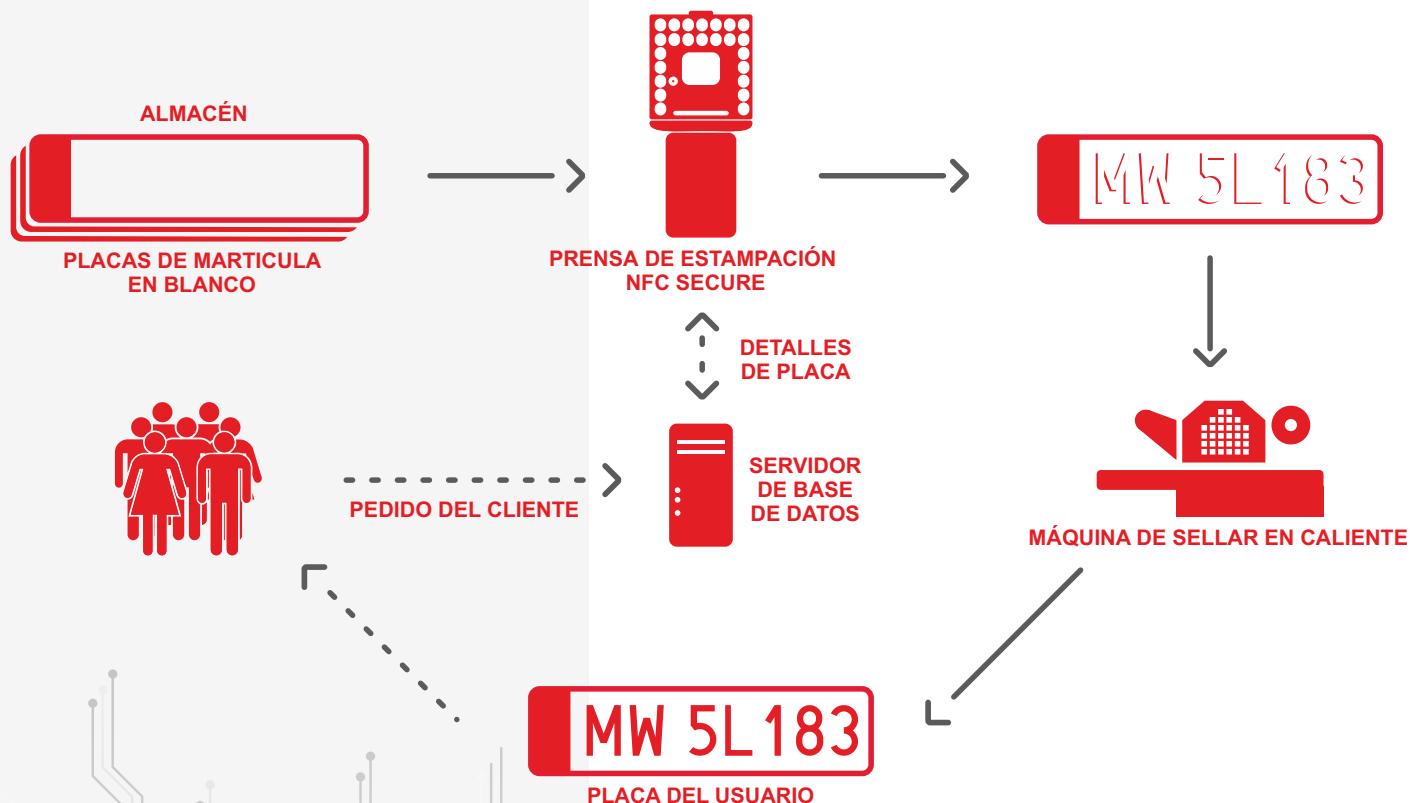 ALMACÉN
PLACAS DE MARTICULA
EN BLANCO
PRENSA DE ESTAMPACIÓN
NFC SECURE
MW 5L183
DETALLES
DE PLACA
PEDIDO DEL CLIENTE
SERVIDOR
DE BASE
DE DATOS
MÁQUINA DE SELLAR EN CALIENTE
MW 5L183
PLACA DEL USUARIO